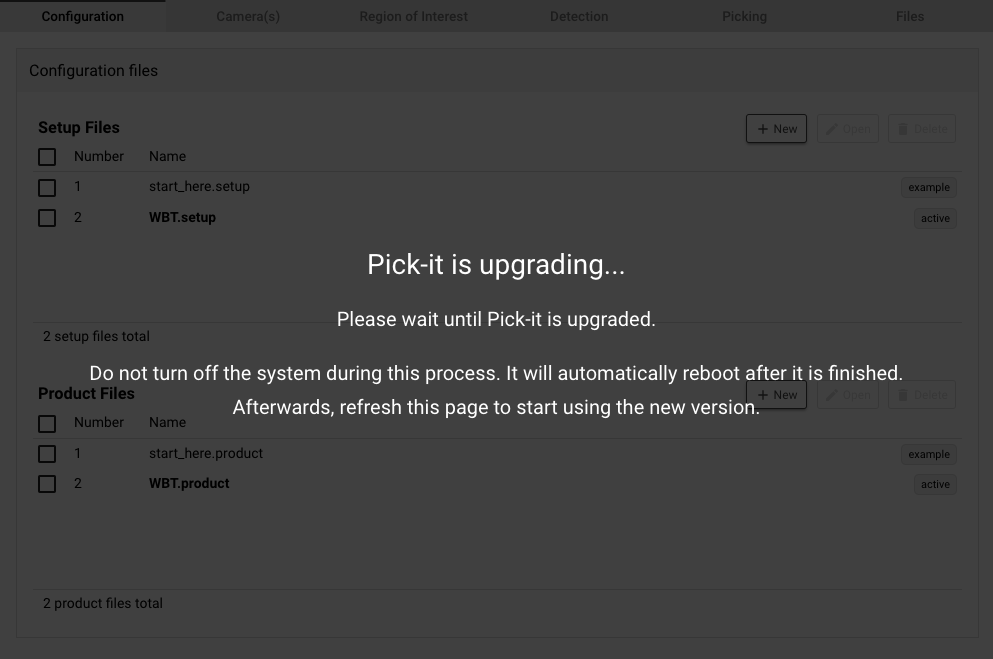 Configuration Camera(s) Region of Interest Detection Picking Files
Configuration files
Setup Files
+ New Open Delete
Number Name
1 start_here.setup example
2 WBT.setup active
Pick-it is upgrading...
Please wait until Pick-it is upgraded.
2 setup files total
Do not turn off the system during this process. It will automatically reboot after it is finished.
Product Files
+ New Open Delete
Afterwards, refresh this page to start using the new version.
Number Name
1 start_here.product example
2 WBT.product active
2 product files total